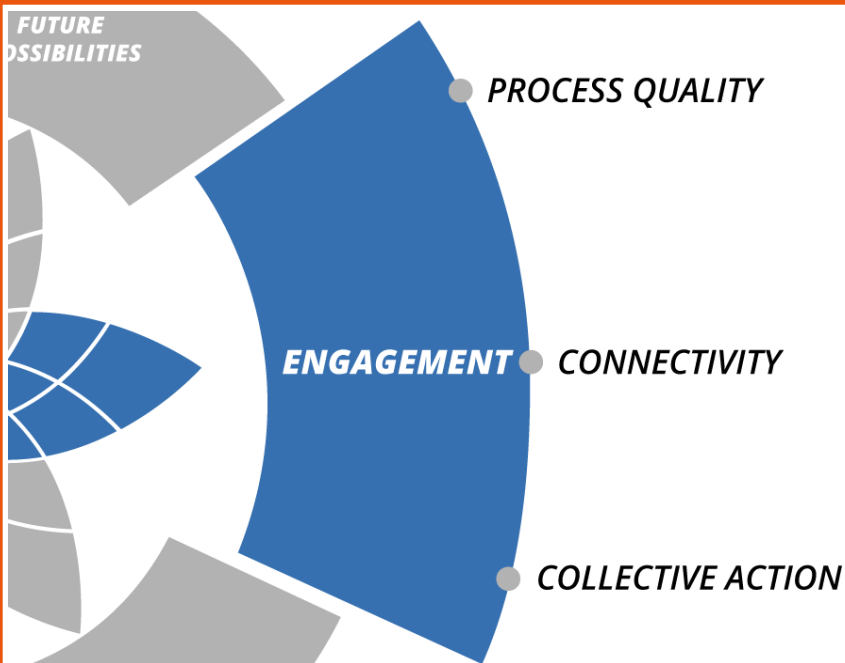 FUTURE
OSSIBILITIES
PROCESS QUALITY
ENGAGEMENT
CONNECTIVITY
COLLECTIVE ACTION